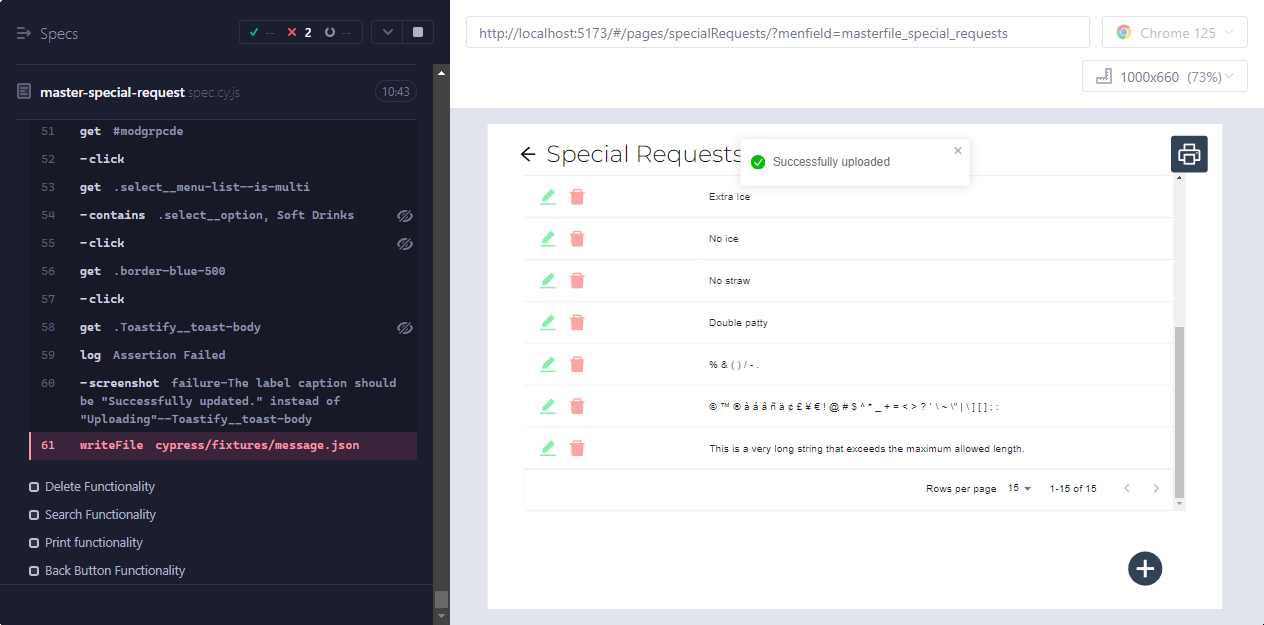 Specs
-- 2 --
master-special-request spec.cy.js
10:43
51 get #modgrpcde
52 -click
53 get .select__menu-list--is-multi
54 -contains .select__option, Soft Drinks
55 -click
56 get .border-blue-500
57 -click
58 get .Toastify__toast-body
59 log Assertion Failed
60 -screenshot failure-The label caption should
be "Successfully updated." instead of
"Uploading"--Toastify__toast-body
61 writeFile cypress/fixtures/message.json
Delete Functionality
Search Functionality
Print functionality
Back Button Functionality
http://localhost:5173/#/pages/specialRequests/?menfield=masterfile_special_requests
Chrome 125
1000x660 (73%)
Special Requests
Successfully uploaded
Extra Ice
No ice
No straw
Double patty
% & ( ) / - .
© ™ ® à á â ñ ä ¢ £ ¥ € ! @ # $ ^ * _ + = < > ? ' \ ~ \" | \ ] [ ] ; :
This is a very long string that exceeds the maximum allowed length.
Rows per page 15 1-15 of 15